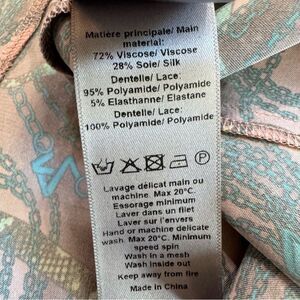 Matière principale/ Main
material:
72% Viscose/ Viscose
28% Soie/ Silk
Dentelle/ Lace:
95% Polyamide/ Polyamide
5% Elasthanne/ Elastane
Dentelle/ Lace:
100% Polyamide/ Polyamide
P
Lavage délicat main ou
machine. Max 20°C.
Essorage minimum
Laver dans un filet
Laver sur l'envers
Hand or machine delicate
wash. Max 20°C. Minimum
speed spin
Wash in a mesh
Wash inside out
Keep away from fire
Made in China